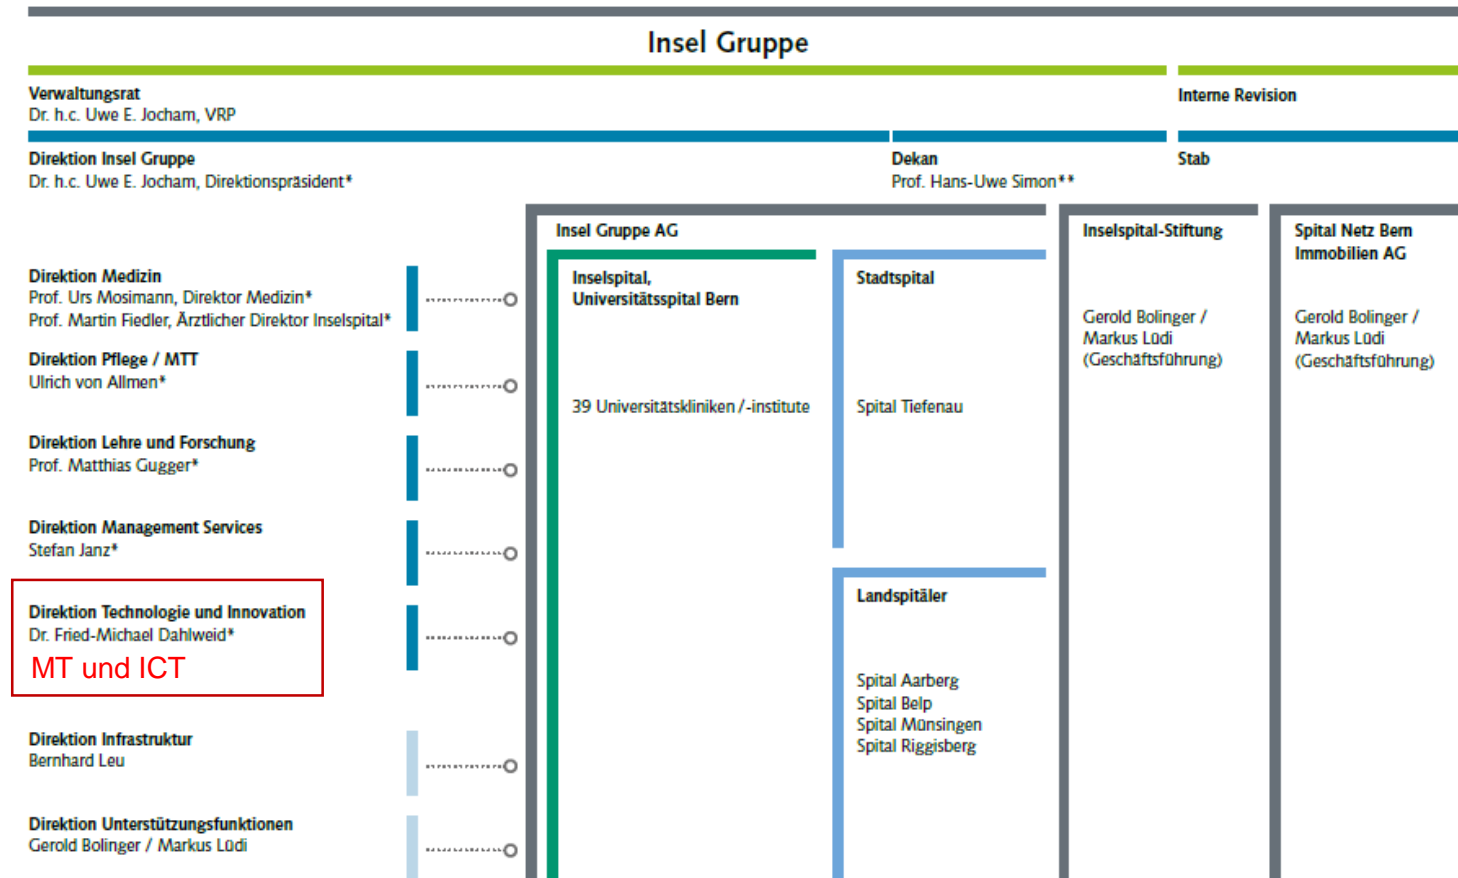 Insel Gruppe
Verwaltungsrat
Dr. h.c. Uwe E. Jocham, VRP
Interne Revision
Direktion Insel Gruppe
Dr. h.c. Uwe E. Jocham, Direktionspräsident*
Dekan
Prof. Hans-Uwe Simon**
Stab
Direktion Medizin
Prof. Urs Mosimann, Direktor Medizin*
Prof. Martin Fiedler, Ärztlicher Direktor Inselspital*
Direktion Pflege / MTT
Ulrich von Allmen*
Direktion Lehre und Forschung
Prof. Matthias Gugger*
Direktion Management Services
Stefan Janz*
Direktion Technologie und Innovation
Dr. Fried-Michael Dahlweid*
MT und ICT
Direktion Infrastruktur
Bernhard Leu
Direktion Unterstützungsfunktionen
Gerold Bolinger / Markus Lüdi
Insel Gruppe AG
Inselspital,
Universitätsspital Bern
39 Universitätskliniken /-institute
Stadtspital
Spital Tiefenau
Landspitäler
Spital Aarberg
Spital Belp
Spital Münsingen
Spital Riggisberg
Inselspital-Stiftung
Gerold Bolinger /
Markus Lüdi
(Geschäftsführung)
Spital Netz Bern
Immobilien AG
Gerold Bolinger /
Markus Lüdi
(Geschäftsführung)